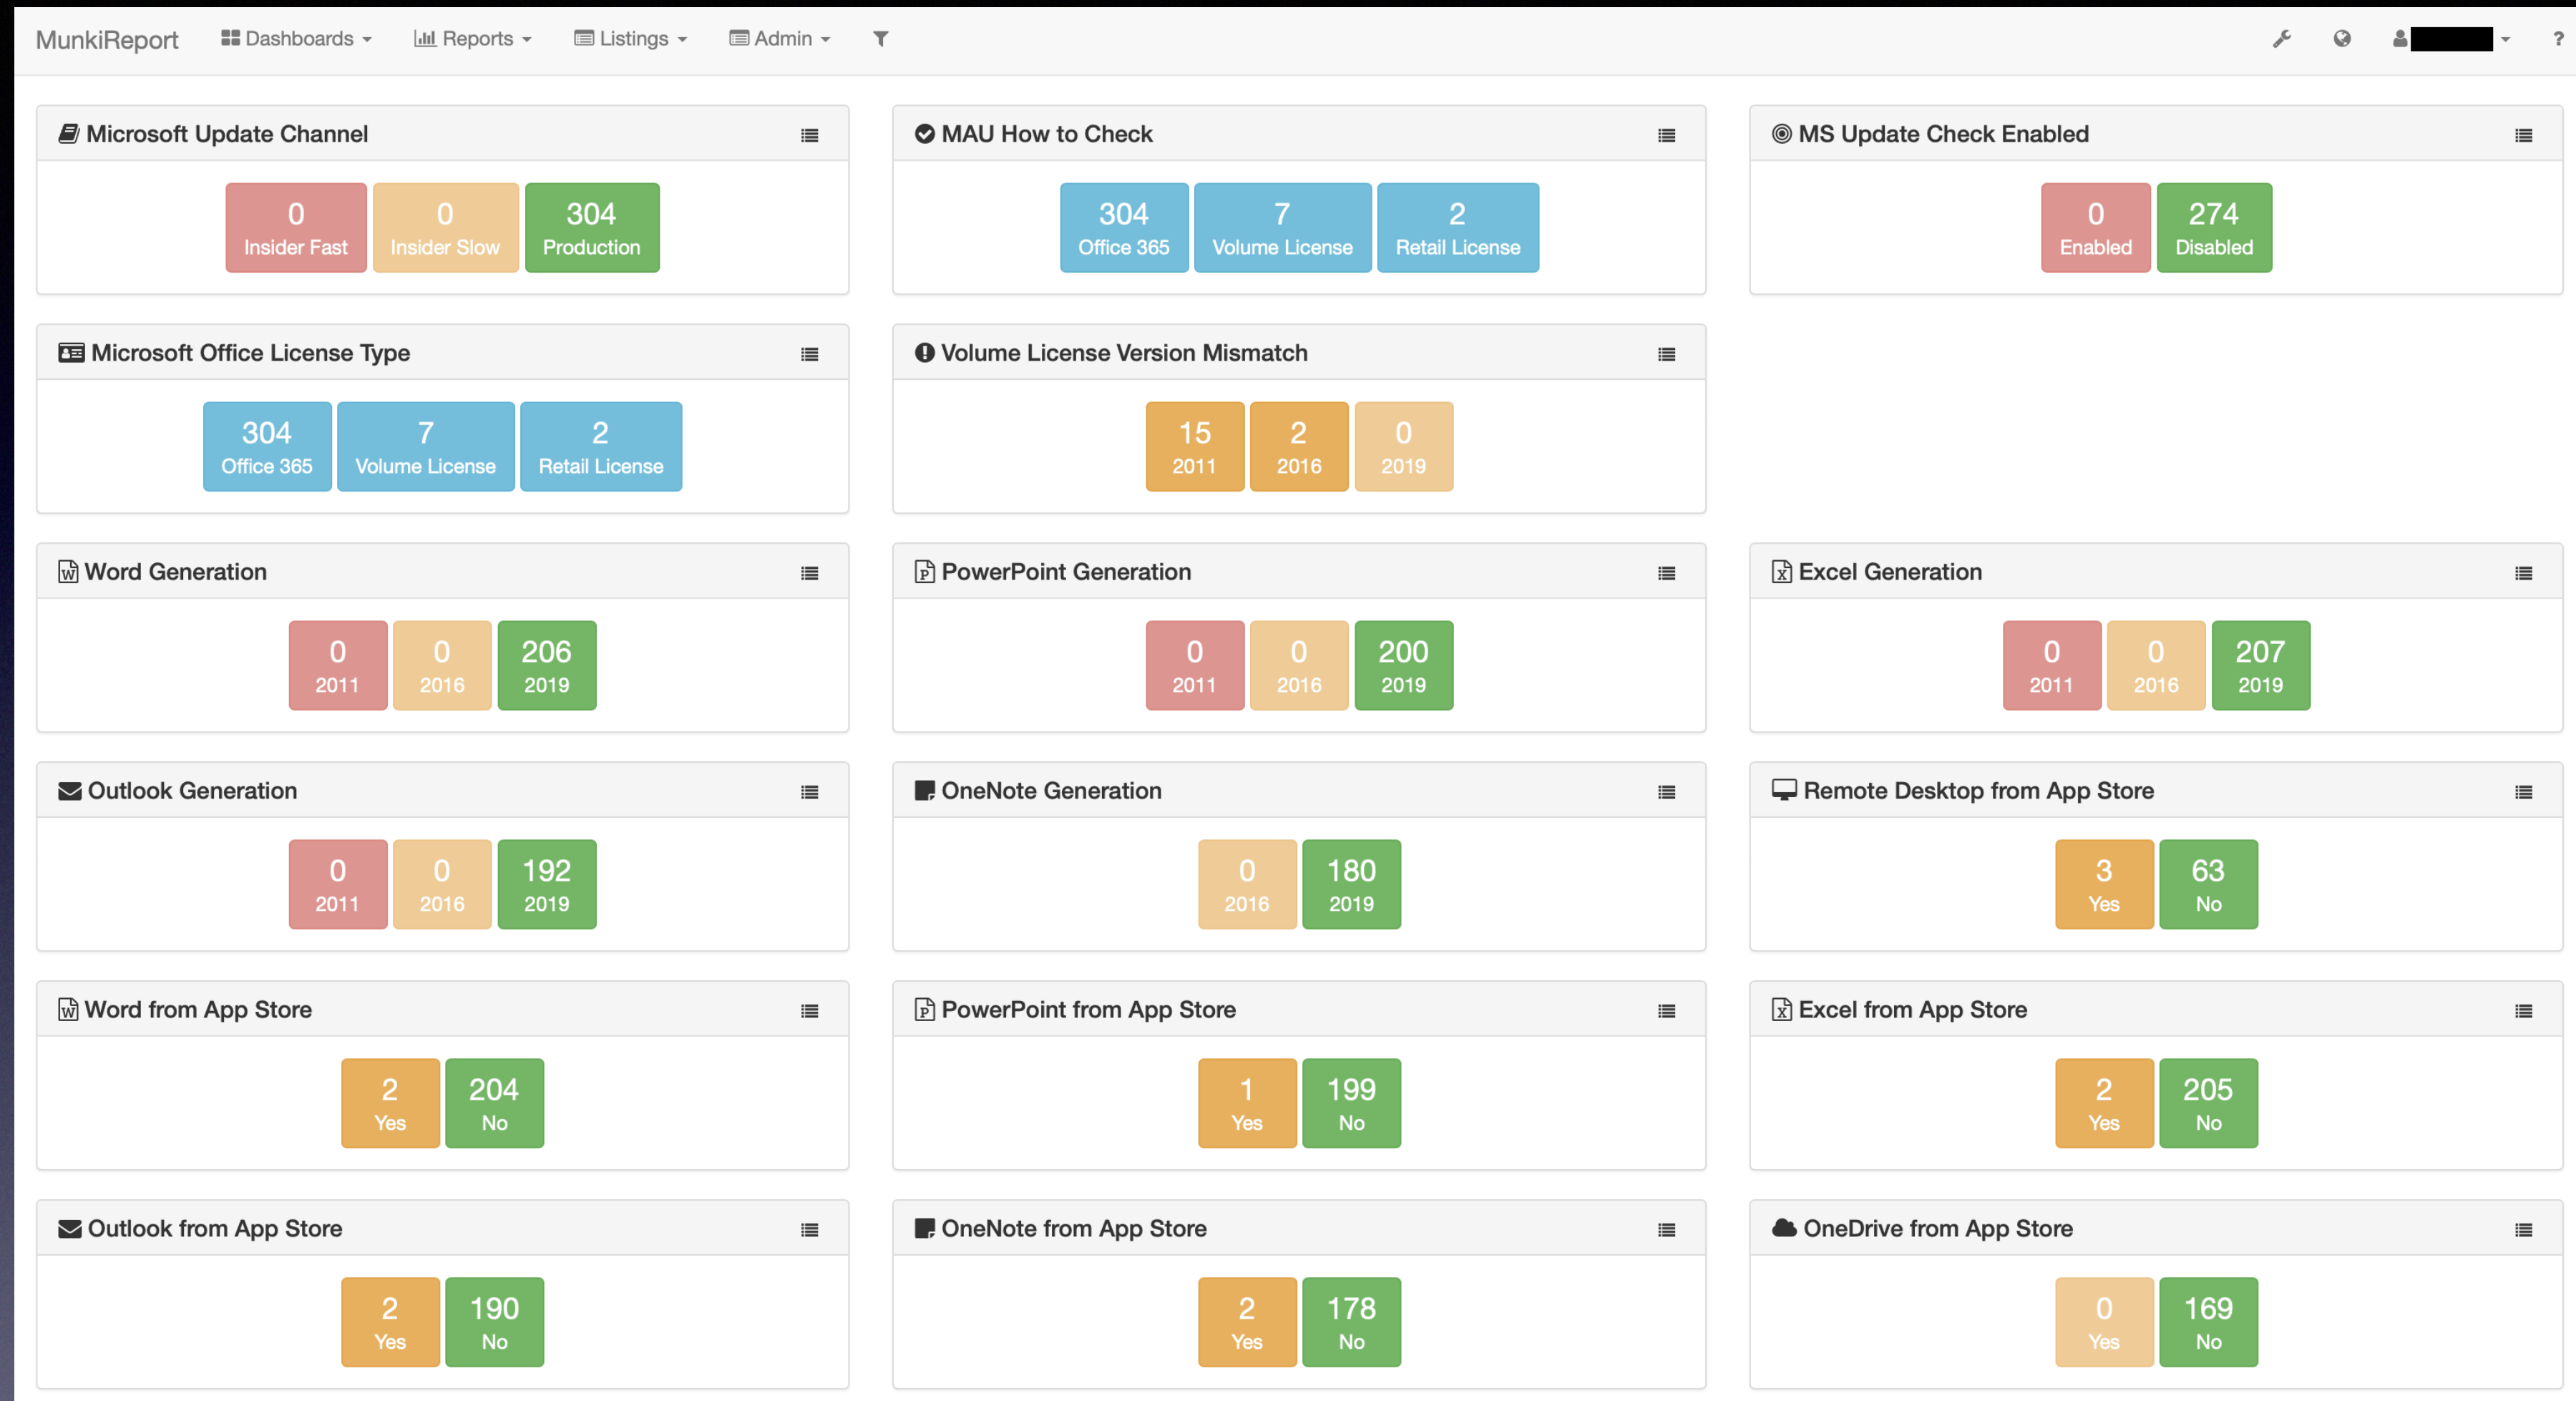 MunkiReport Dashboards Reports Listings Admin ?
Microsoft Update Channel
0 0 304
Insider Fast Insider Slow Production
MAU How to Check
304 7 2
Office 365 Volume License Retail License
MS Update Check Enabled
0 274
Enabled Disabled
Microsoft Office License Type
304 7 2
Office 365 Volume License Retail License
Volume License Version Mismatch
15 2 0
2011 2016 2019
Word Generation
0 0 206
2011 2016 2019
PowerPoint Generation
0 0 200
2011 2016 2019
Excel Generation
0 0 207
2011 2016 2019
Outlook Generation
0 0 192
2011 2016 2019
OneNote Generation
0 180
2016 2019
Remote Desktop from App Store
3 63
Yes No
Word from App Store
2 204
Yes No
PowerPoint from App Store
1 199
Yes No
Excel from App Store
2 205
Yes No
Outlook from App Store
2 190
Yes No
OneNote from App Store
2 178
Yes No
OneDrive from App Store
0 169
Yes No